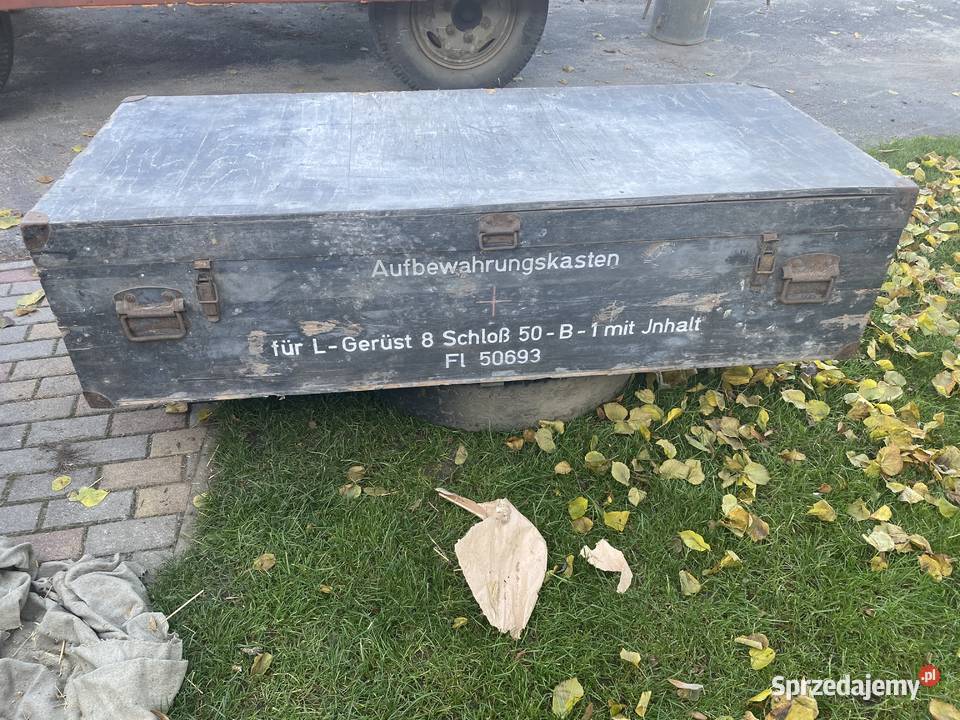 Aufbewahrungskasten
für L-Gerüst 8 Schloß 50-B-1 mit Jnhalt
Fl 50693
Sprzedajemy.pl